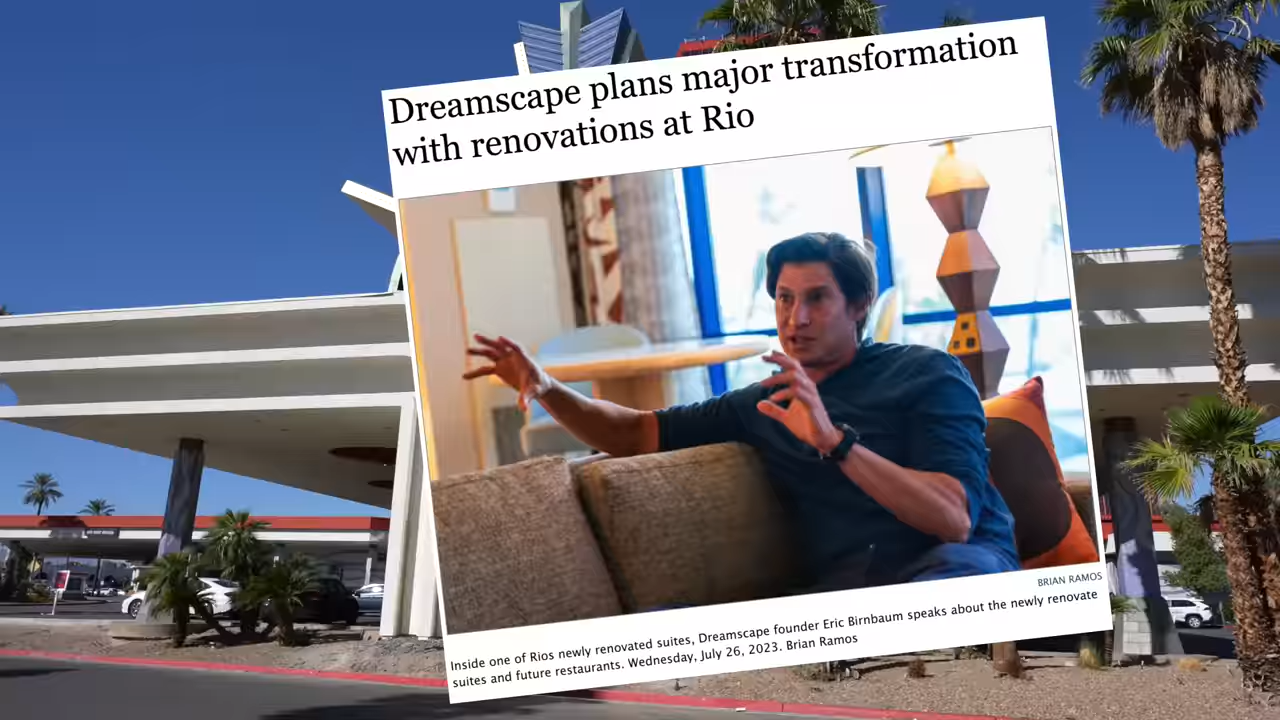 Dreamscape plans major transformation
with renovations at Rio
BRIAN RAMOS
Inside one of Rios newly renovated suites, Dreamscape founder Eric Birnbaum speaks about the newly renovate
suites and future restaurants. Wednesday, July 26, 2023. Brian Ramos